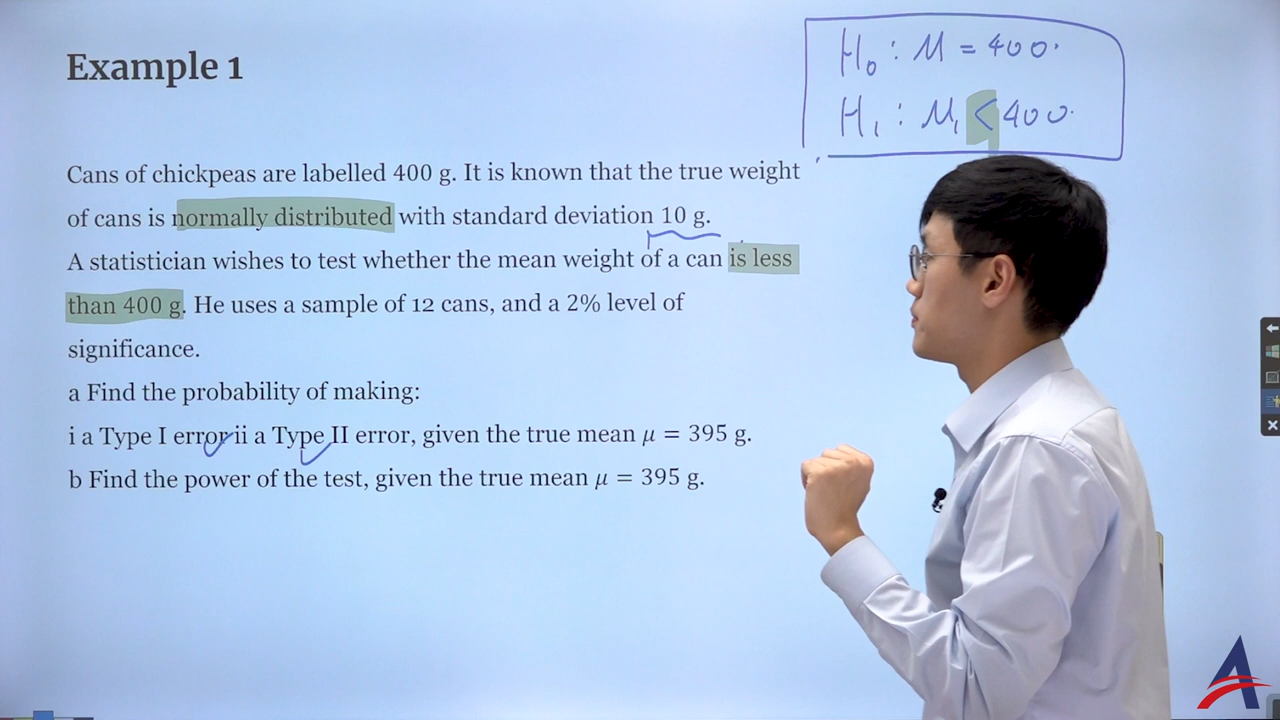 Example 1
H₀ : μ = 400.
H₁ : μ₁ < 400.
Cans of chickpeas are labelled 400 g. It is known that the true weight
of cans is normally distributed with standard deviation 10 g.
A statistician wishes to test whether the mean weight of a can is less
than 400 g. He uses a sample of 12 cans, and a 2% level of
significance.
a Find the probability of making:
i a Type I error ii a Type II error, given the true mean μ = 395 g.
b Find the power of the test, given the true mean μ = 395 g.